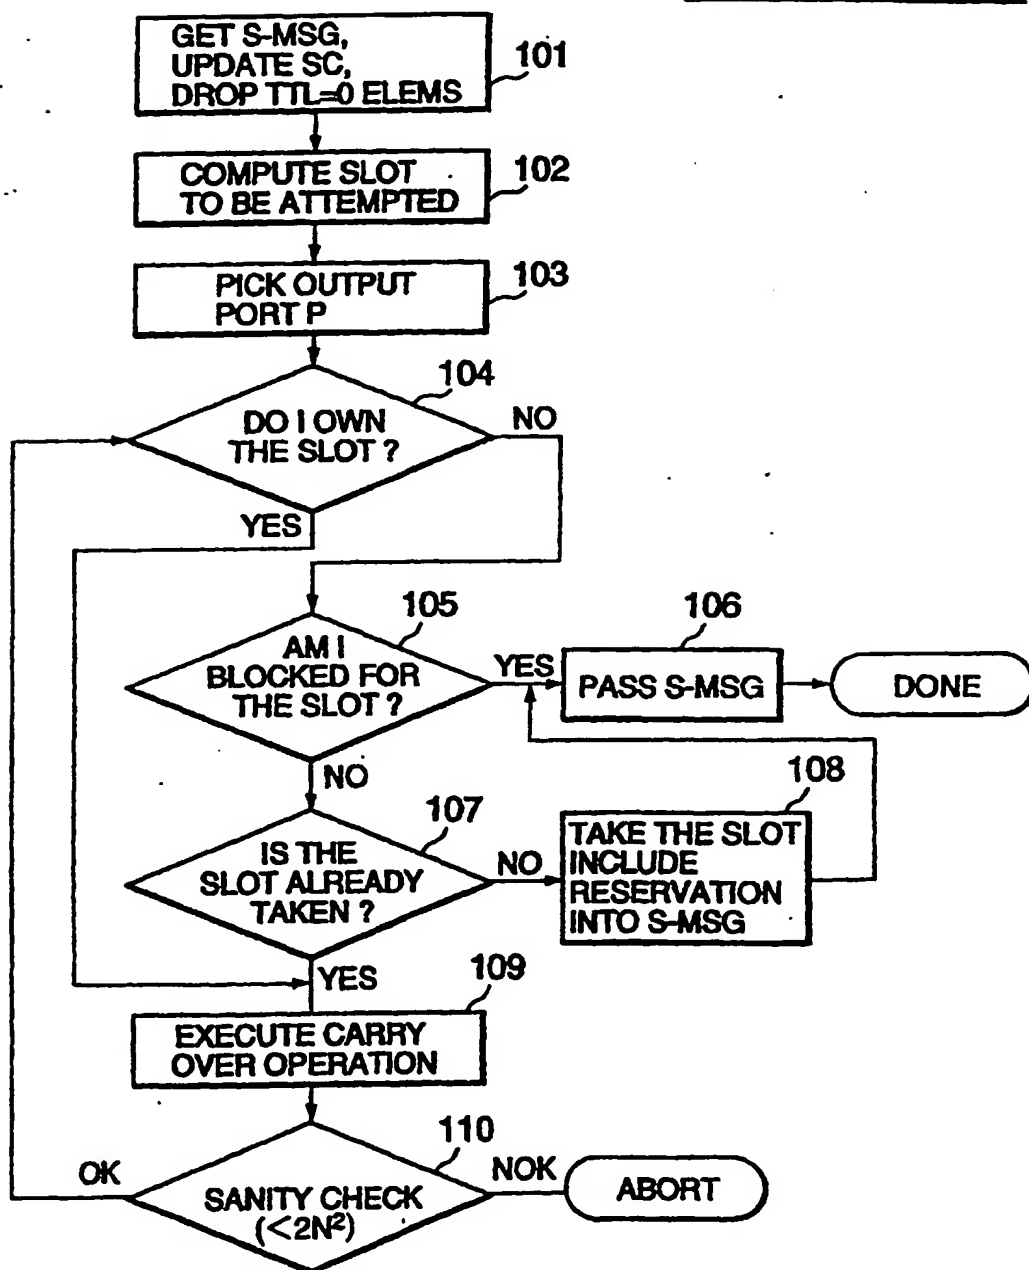 GET S-MSG,
UPDATE SC,
DROP TTL=0 ELEMS
101
COMPUTE SLOT
TO BE ATTEMPTED
102
PICK OUTPUT
PORT P
103
104
DO I OWN
THE SLOT ?
NO
YES
105
AM I
BLOCKED FOR
THE SLOT ?
YES
106
PASS S-MSG
DONE
NO
107
IS THE
SLOT ALREADY
TAKEN ?
NO
108
TAKE THE SLOT
INCLUDE
RESERVATION
INTO S-MSG
YES
109
EXECUTE CARRY
OVER OPERATION
110
OK
SANITY CHECK
(<2N²)
NOK
ABORT